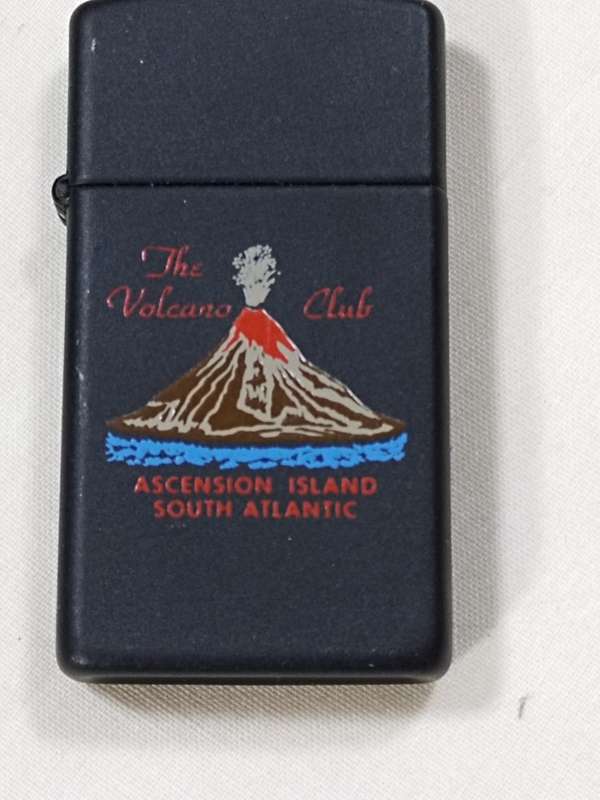 The
Volcano Club
ASCENSION ISLAND
SOUTH ATLANTIC